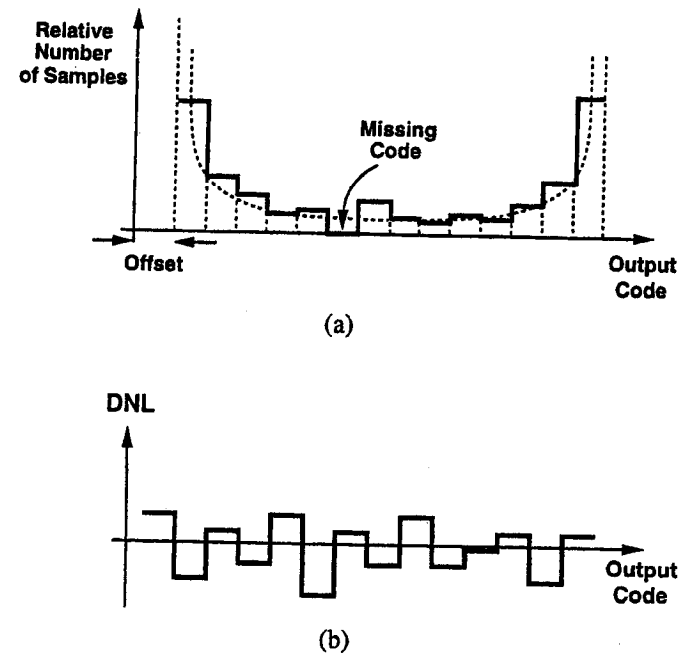 Relative
Number
of Samples
Missing
Code
Offset
Output
Code
(a)
DNL
Output
Code
(b)